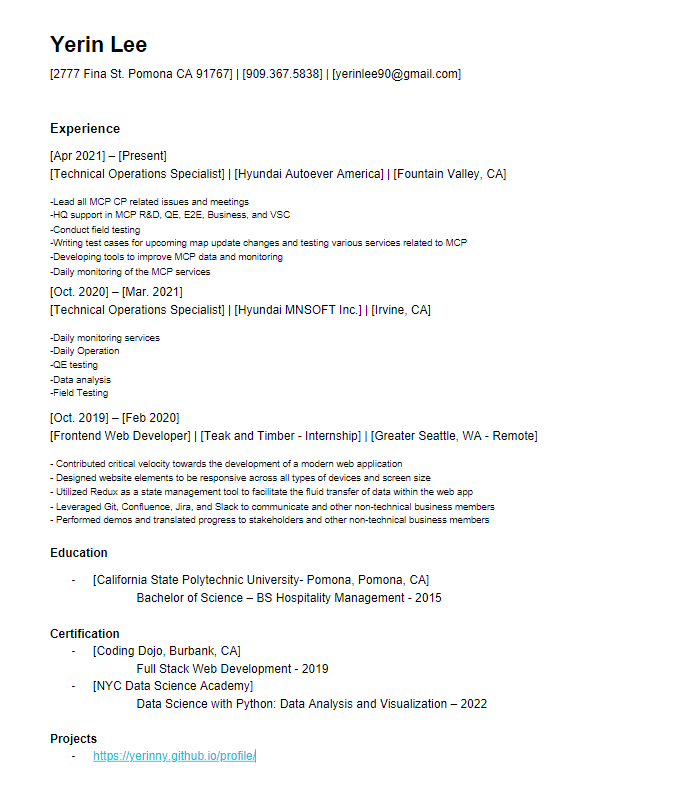 Yerin Lee
[2777 Fina St. Pomona CA 91767] | [909.367.5838] | [yerinlee90@gmail.com]
Experience
[Apr 2021] – [Present]
[Technical Operations Specialist] | [Hyundai Autoever America] | [Fountain Valley, CA]
-Lead all MCP CP related issues and meetings
-HQ support in MCP R&D, QE, E2E, Business, and VSC
-Conduct field testing
-Writing test cases for upcoming map update changes and testing various services related to MCP
-Developing tools to improve MCP data and monitoring
-Daily monitoring of the MCP services
[Oct. 2020] – [Mar. 2021]
[Technical Operations Specialist] | [Hyundai MNSOFT Inc.] | [Irvine, CA]
-Daily monitoring services
-Daily Operation
-QE testing
-Data analysis
-Field Testing
[Oct. 2019] – [Feb 2020]
[Frontend Web Developer] | [Teak and Timber - Internship] | [Greater Seattle, WA - Remote]
- Contributed critical velocity towards the development of a modern web application
- Designed website elements to be responsive across all types of devices and screen size
- Utilized Redux as a state management tool to facilitate the fluid transfer of data within the web app
- Leveraged Git, Confluence, Jira, and Slack to communicate and other non-technical business members
- Performed demos and translated progress to stakeholders and other non-technical business members
Education
- [California State Polytechnic University- Pomona, Pomona, CA]
Bachelor of Science – BS Hospitality Management - 2015
Certification
- [Coding Dojo, Burbank, CA]
Full Stack Web Development - 2019
- [NYC Data Science Academy]
Data Science with Python: Data Analysis and Visualization – 2022
Projects
- https://yerinny.github.io/profile/